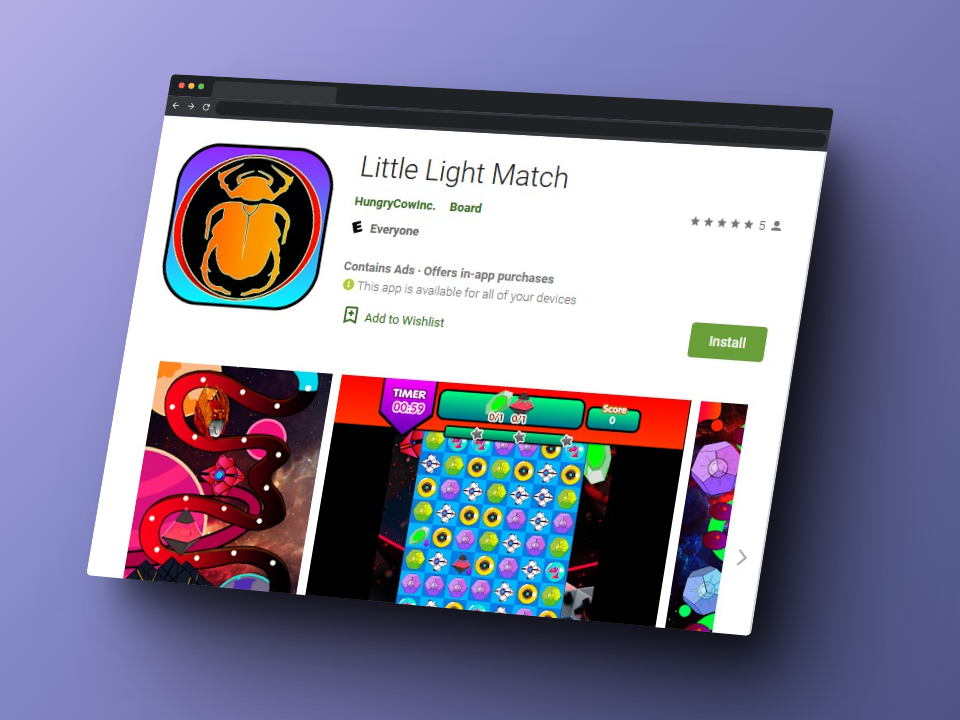 Little Light Match
HungryCowInc. Board
E Everyone
5
Contains Ads · Offers in-app purchases
This app is available for all of your devices
Add to Wishlist
Install
TIMER
00:59
0/1 0/1
Score
0